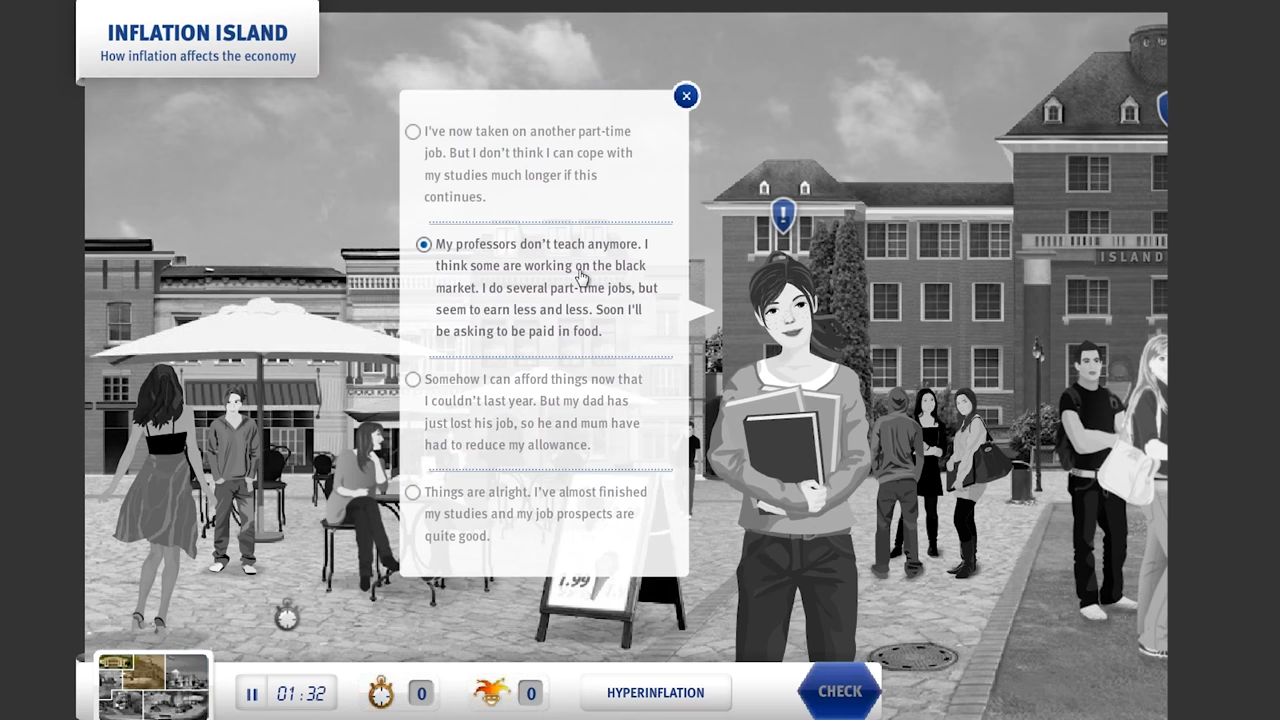 INFLATION ISLAND
How inflation affects the economy
I've now taken on another part-time
job. But I don't think I can cope with
my studies much longer if this
continues.
My professors don't teach anymore. I
think some are working on the black
market. I do several part-time jobs, but
seem to earn less and less. Soon I'll
be asking to be paid in food.
Somehow I can afford things now that
I couldn't last year. But my dad has
just lost his job, so he and mum have
had to reduce my allowance.
Things are alright. I've almost finished
my studies and my job prospects are
quite good.
ISLAND
1.99
01:32
0
0
HYPERINFLATION
CHECK